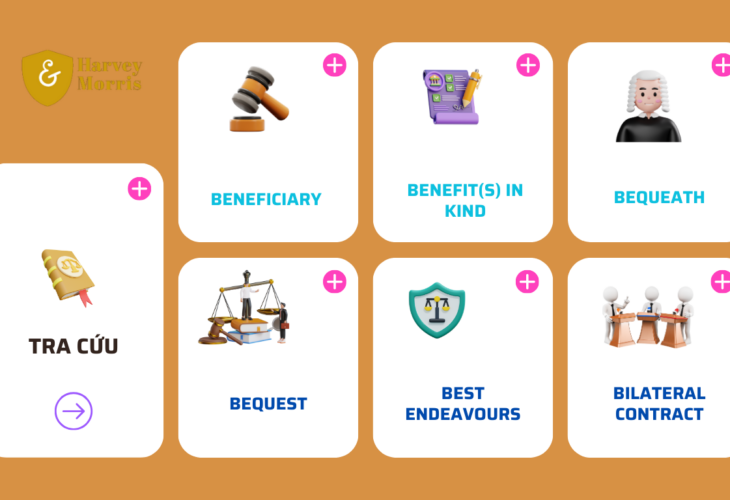 &
Harvey
Morris
BENEFICIARY
BENEFIT(S) IN
KIND
BEQUEATH
TRA CỨU
BEQUEST
BEST
ENDEAVOURS
BILATERAL
CONTRACT